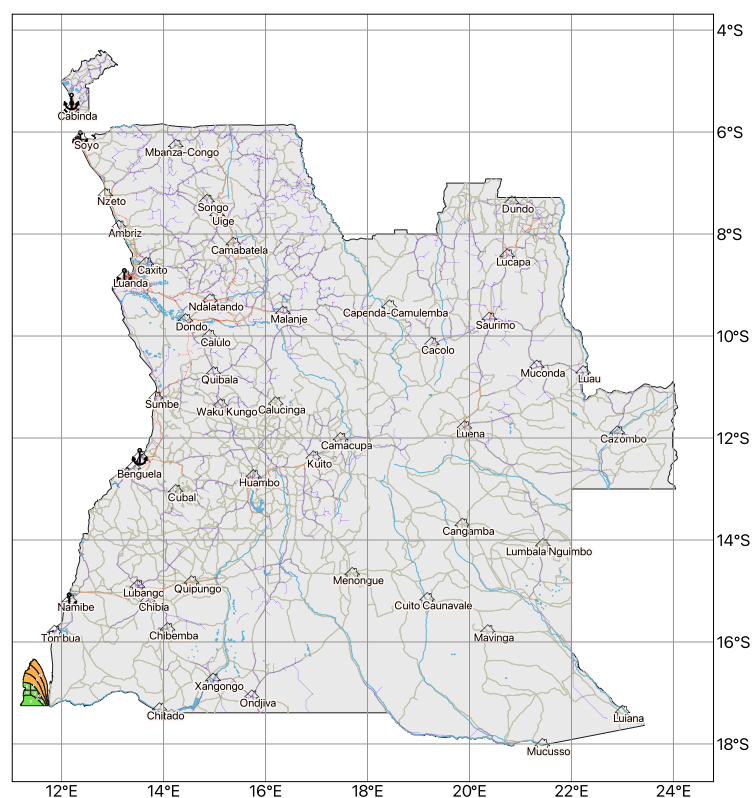 4°S
Cabinda
6°S
Soyo
Mbanza-Congo
Nzeto
Songo
Dundo
Uige
Ambriz
8°S
Camabatela
Lucapa
Caxito
Luanda
Ndalatando
Capenda-Camulemba
Malanje
Dondo
Saurimo
10°S
Calulo
Cacolo
Muconda
Quibala
Luau
Sumbe
Waku Kungo
Calucinga
Luena
12°S
Cazombo
Camacupa
Kuito
Benguela
Huambo
Cubal
Cangamba
14°S
Lumbala Nguimbo
Menongue
Quipungo
Lubango
Namibe
Chibia
Cuito Caunavale
Chibemba
Tombua
Mavinga
16°S
Xangongo
Ondjiva
Chitado
Luiana
Mucusso
18°S
12°E
14°E
16°E
18°E
20°E
22°E
24°E